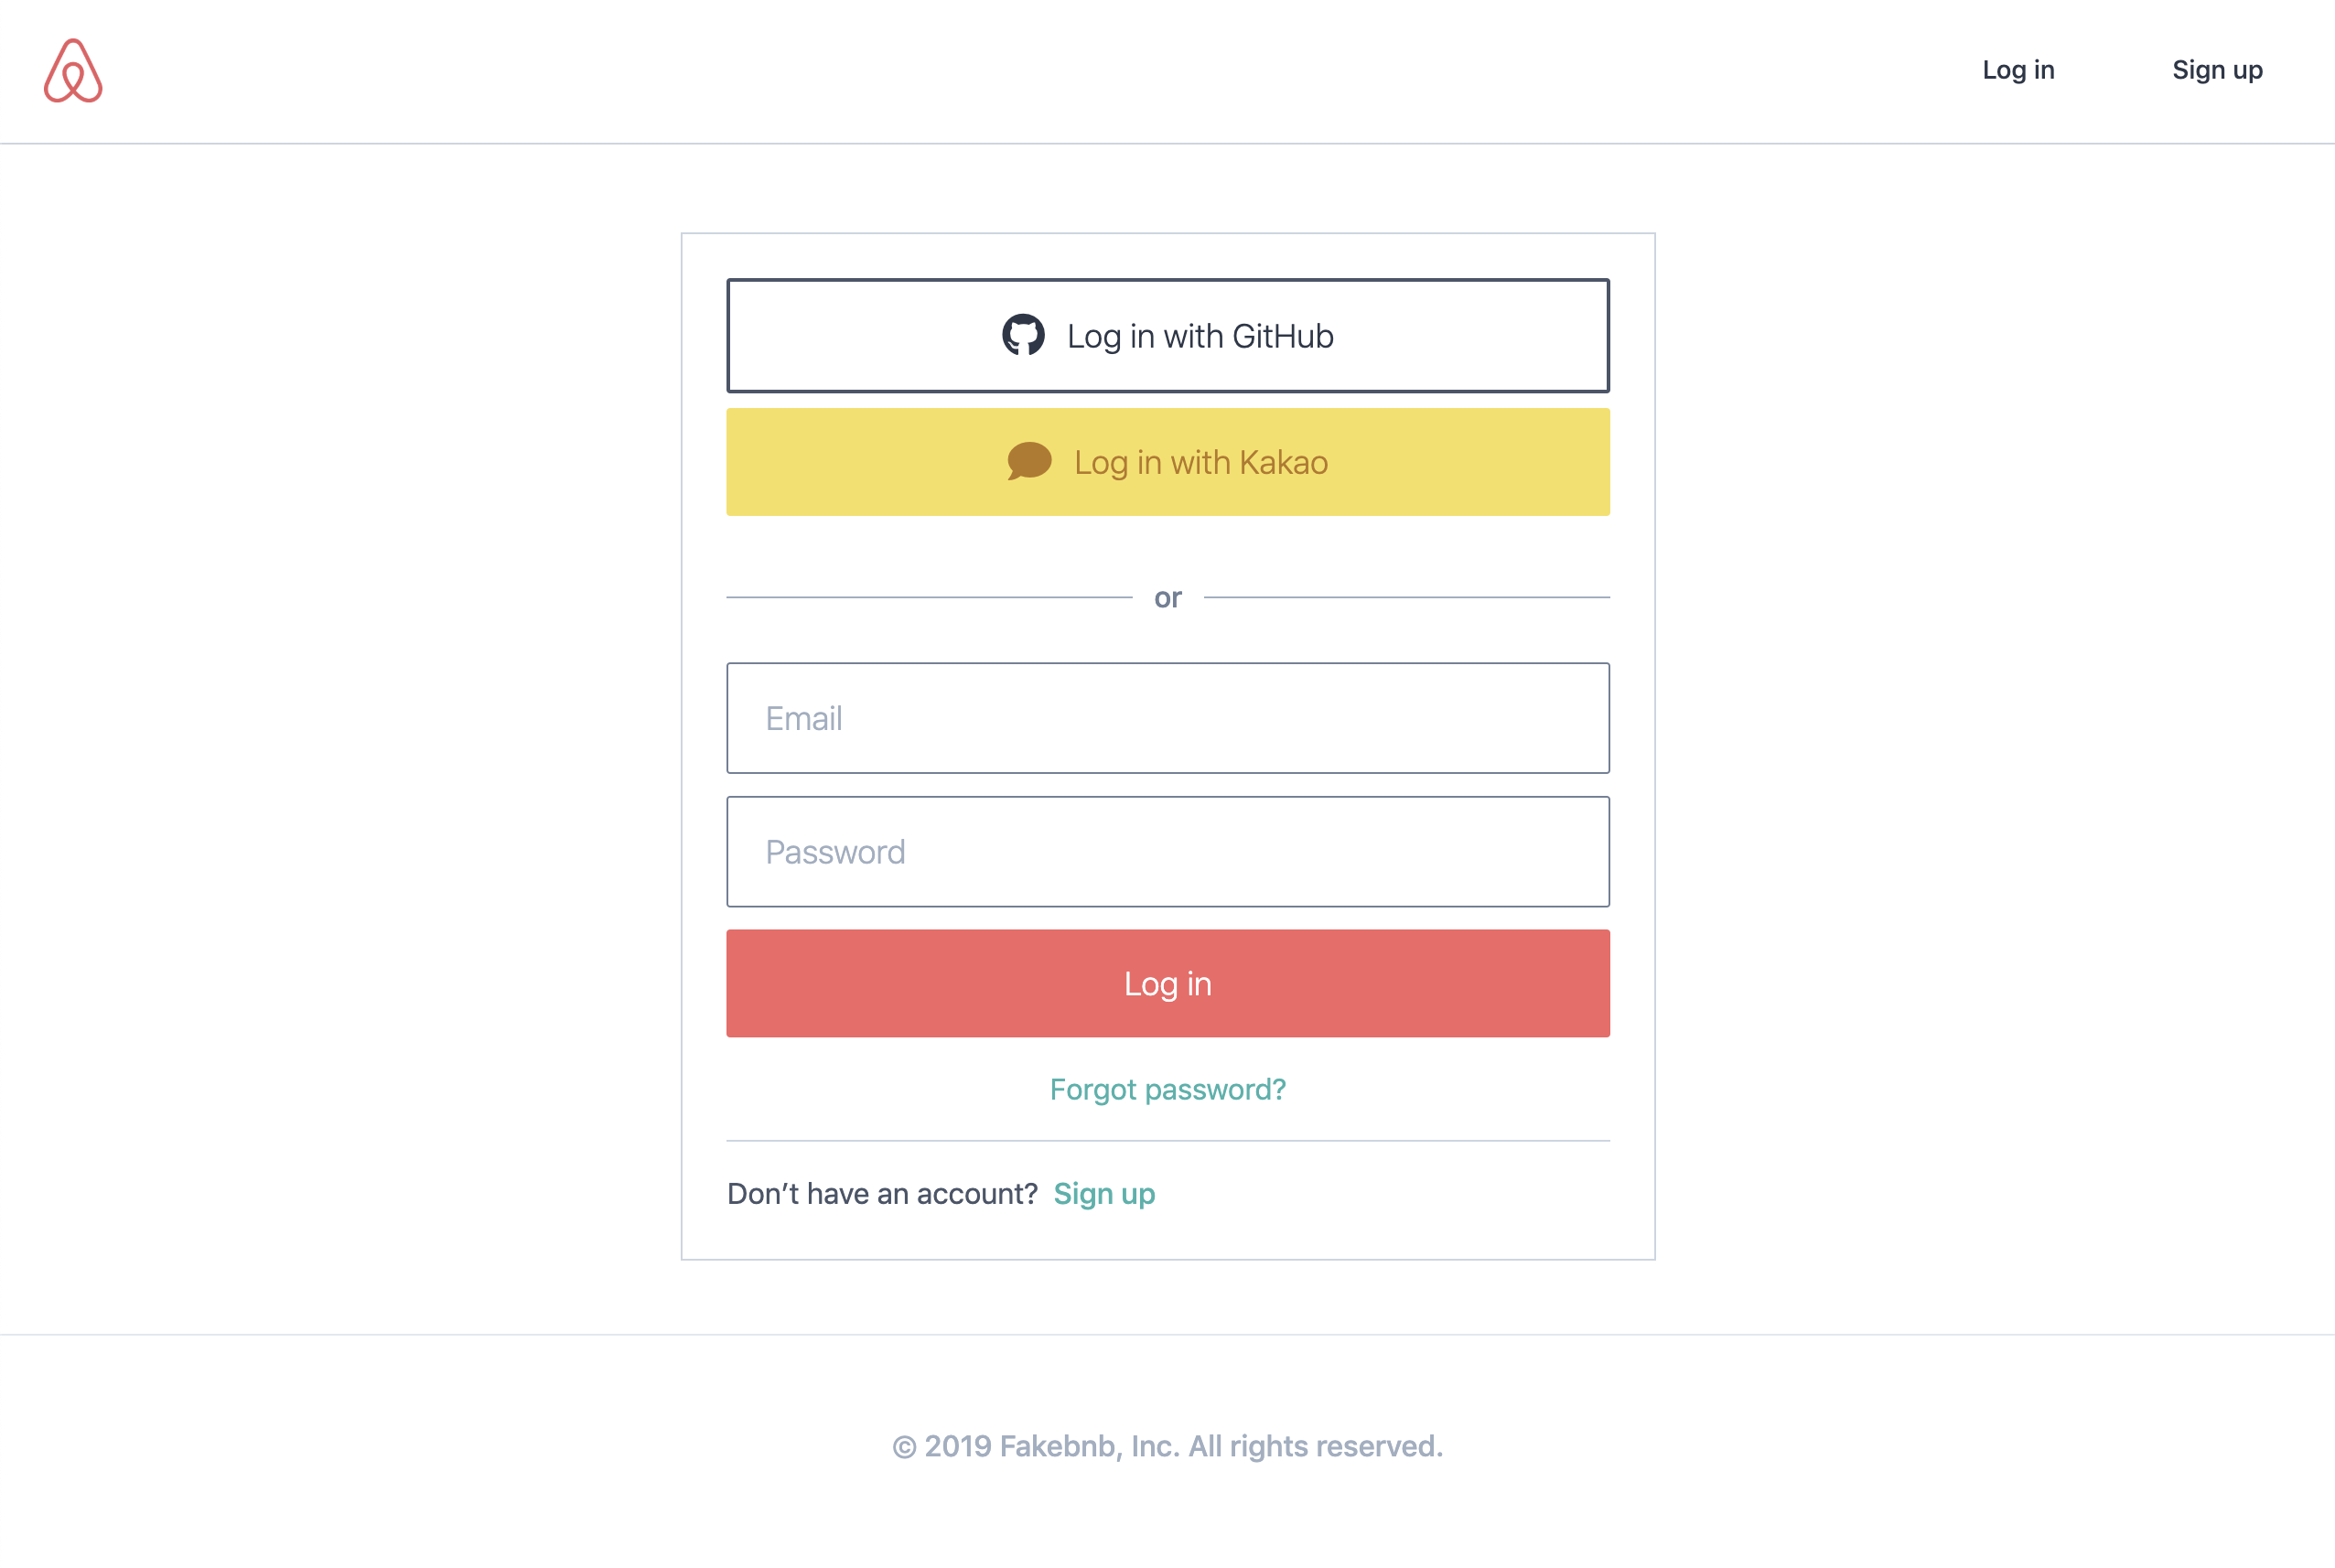 Log in
Sign up
Log in with GitHub
Log in with Kakao
or
Email
Password
Log in
Forgot password?
Don't have an account? Sign up
© 2019 Fakebnb, Inc. All rights reserved.